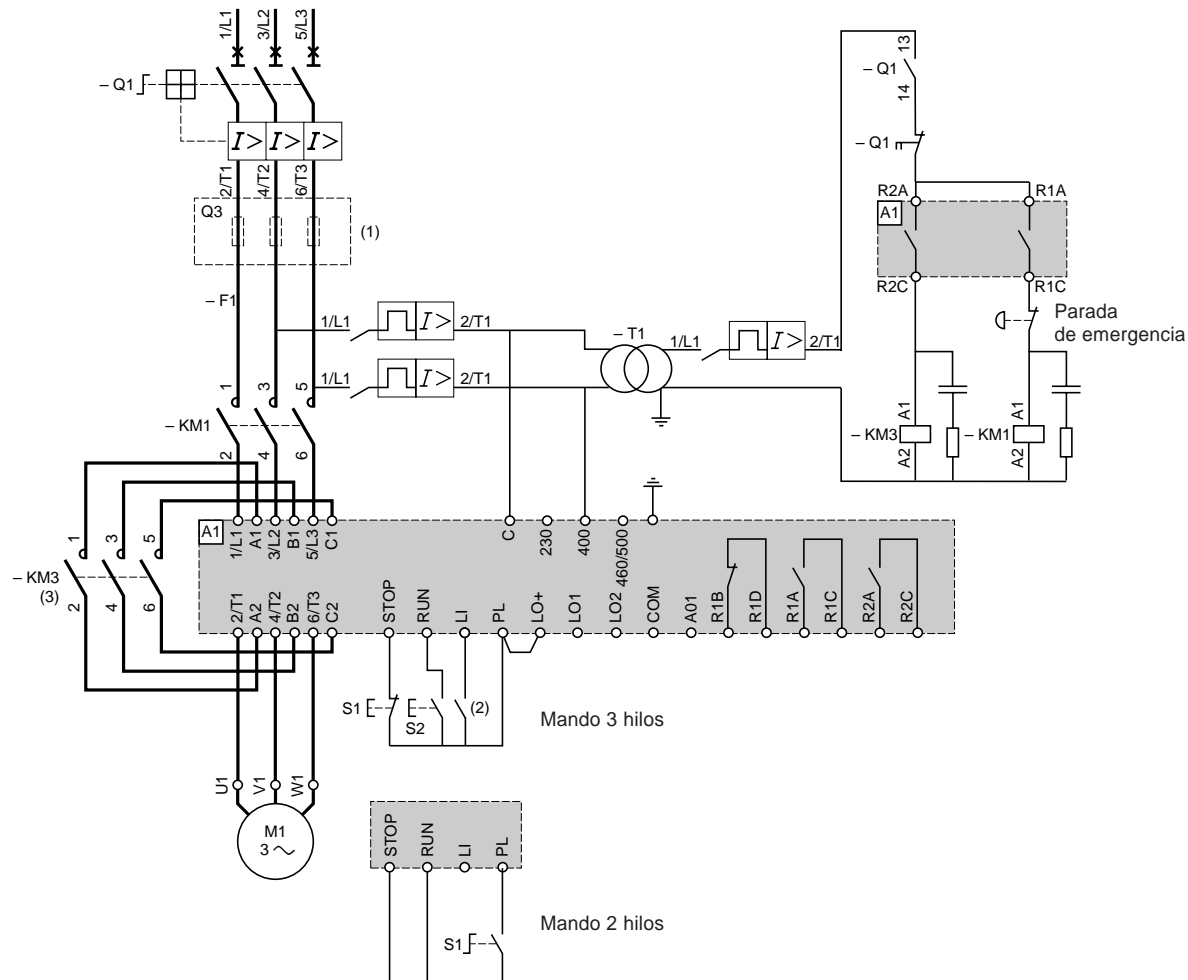 1/L1
3/L2
5/L3
– Q1
I >
I >
I >
2/T1
4/T2
6/T3
Q3
(1)
– F1
1/L1
I >
2/T1
1/L1
I >
2/T1
– T1
1/L1
I >
2/T1
13
– Q1
14
– Q1
R2A
R1A
A1
R2C
R1C
Parada
de emergencia
A1
A1
– KM3
– KM1
A2
A2
1
3
5
– KM1
2
4
6
A1
1/L1
A1
3/L2
B1
5/L3
C1
C
230
400
460/500
1
3
5
– KM3
(3)
2
4
6
2/T1
A2
4/T2
B2
6/T3
C2
STOP
RUN
LI
PL
LO+
LO1
LO2
COM
A01
R1B
R1D
R1A
R1C
R2A
R2C
S1
S2
(2)
Mando 3 hilos
U1
V1
W1
M1
3
STOP
RUN
LI
PL
S1
Mando 2 hilos